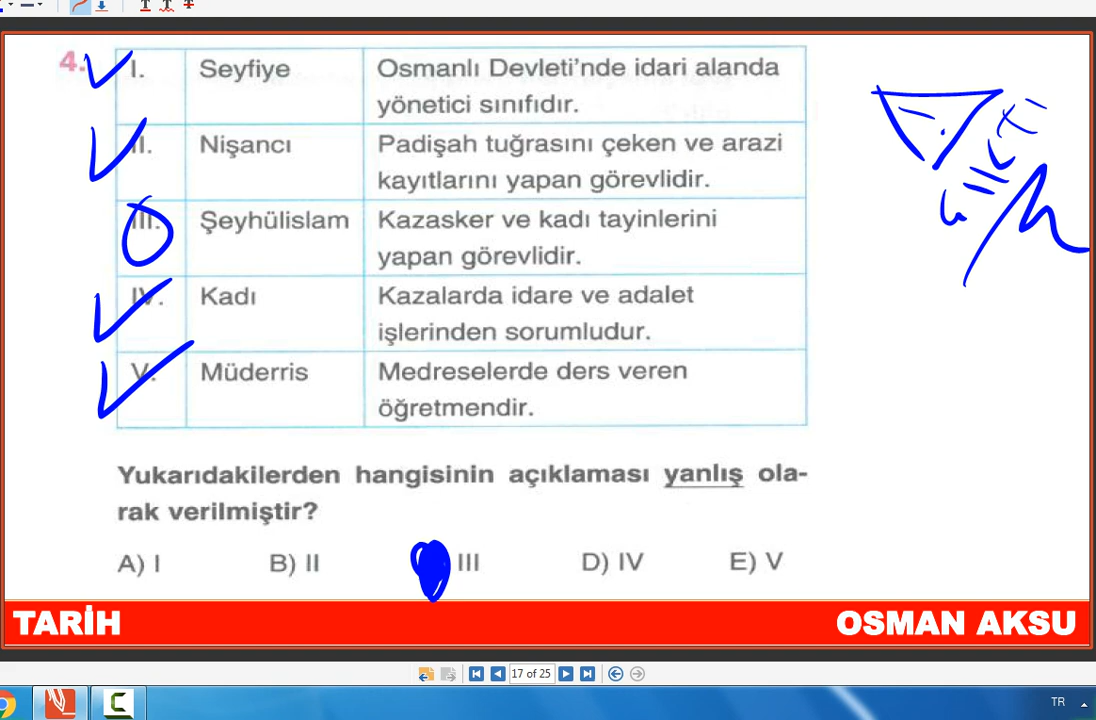 4.
I. Seyfiye Osmanlı Devleti'nde idari alanda
yönetici sınıfıdır.
II. Nişancı Padişah tuğrasını çeken ve arazi
kayıtlarını yapan görevlidir.
III. Şeyhülislam Kazasker ve kadı tayinlerini
yapan görevlidir.
IV. Kadı Kazalarda idare ve adalet
işlerinden sorumludur.
V. Müderris Medreselerde ders veren
öğretmendir.
Yukarıdakilerden hangisinin açıklaması yanlış ola-
rak verilmiştir?
A) I B) II III D) IV E) V
TARİH OSMAN AKSU
17 of 25
TR